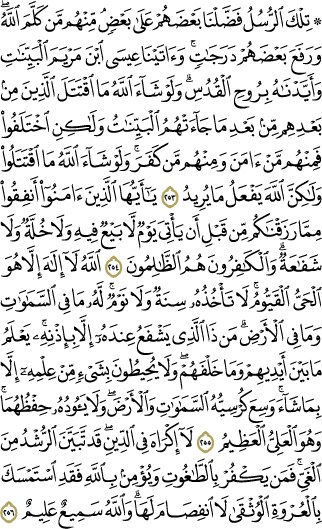 * تِلْكَ ٱلرُّسُلُ فَضَّلْنَا بَعْضَهُمْ عَلَىٰ بَعْضٍۘ مِّنْهُم مَّن كَلَّمَ ٱللَّهُۖ
وَرَفَعَ بَعْضَهُمْ دَرَجَٰتٍۚ وَءَاتَيْنَا عِيسَى ٱبْنَ مَرْيَمَ ٱلْبَيِّنَٰتِ
وَأَيَّدْنَٰهُ بِرُوحِ ٱلْقُدُسِۗ وَلَوْ شَآءَ ٱللَّهُ مَا ٱقْتَتَلَ ٱلَّذِينَ مِنۢ
بَعْدِهِم مِّنۢ بَعْدِ مَا جَآءَتْهُمُ ٱلْبَيِّنَٰتُ وَلَٰكِنِ ٱخْتَلَفُوا۟
فَمِنْهُم مَّنْ ءَامَنَ وَمِنْهُم مَّن كَفَرَۚ وَلَوْ شَآءَ ٱللَّهُ مَا ٱقْتَتَلُوا۟
وَلَٰكِنَّ ٱللَّهَ يَفْعَلُ مَا يُرِيدُ ٢٥٣ يَٰٓأَيُّهَا ٱلَّذِينَ ءَامَنُوٓا۟ أَنفِقُوا۟
مِمَّا رَزَقْنَٰكُم مِّن قَبْلِ أَن يَأْتِىَ يَوْمٌ لَّا بَيْعٌ فِيهِ وَلَا خُلَّةٌ وَلَا
شَفَٰعَةٌۗ وَٱلْكَٰفِرُونَ هُمُ ٱلظَّٰلِمُونَ ٢٥٤ ٱللَّهُ لَآ إِلَٰهَ إِلَّا هُوَ
ٱلْحَىُّ ٱلْقَيُّومُۚ لَا تَأْخُذُهُۥ سِنَةٌ وَلَا نَوْمٌۚ لَّهُۥ مَا فِى ٱلسَّمَٰوَٰتِ
وَمَا فِى ٱلْأَرْضِۗ مَن ذَا ٱلَّذِى يَشْفَعُ عِندَهُۥٓ إِلَّا بِإِذْنِهِۦۚ يَعْلَمُ
مَا بَيْنَ أَيْدِيهِمْ وَمَا خَلْفَهُمْۖ وَلَا يُحِيطُونَ بِشَىْءٍ مِّنْ عِلْمِهِۦٓ إِلَّا
بِمَا شَآءَۚ وَسِعَ كُرْسِيُّهُ ٱلسَّمَٰوَٰتِ وَٱلْأَرْضَۖ وَلَا يَـُٔودُهُۥ حِفْظُهُمَاۚ
وَهُوَ ٱلْعَلِىُّ ٱلْعَظِيمُ ٢٥٥ لَآ إِكْرَاهَ فِى ٱلدِّينِۖ قَد تَّبَيَّنَ ٱلرُّشْدُ مِنَ
ٱلْغَىِّۚ فَمَن يَكْفُرْ بِٱلطَّٰغُوتِ وَيُؤْمِنۢ بِٱللَّهِ فَقَدِ ٱسْتَمْسَكَ
بِٱلْعُرْوَةِ ٱلْوُثْقَىٰ لَا ٱنفِصَامَ لَهَاۗ وَٱللَّهُ سَمِيعٌ عَلِيمٌ ٢٥٦